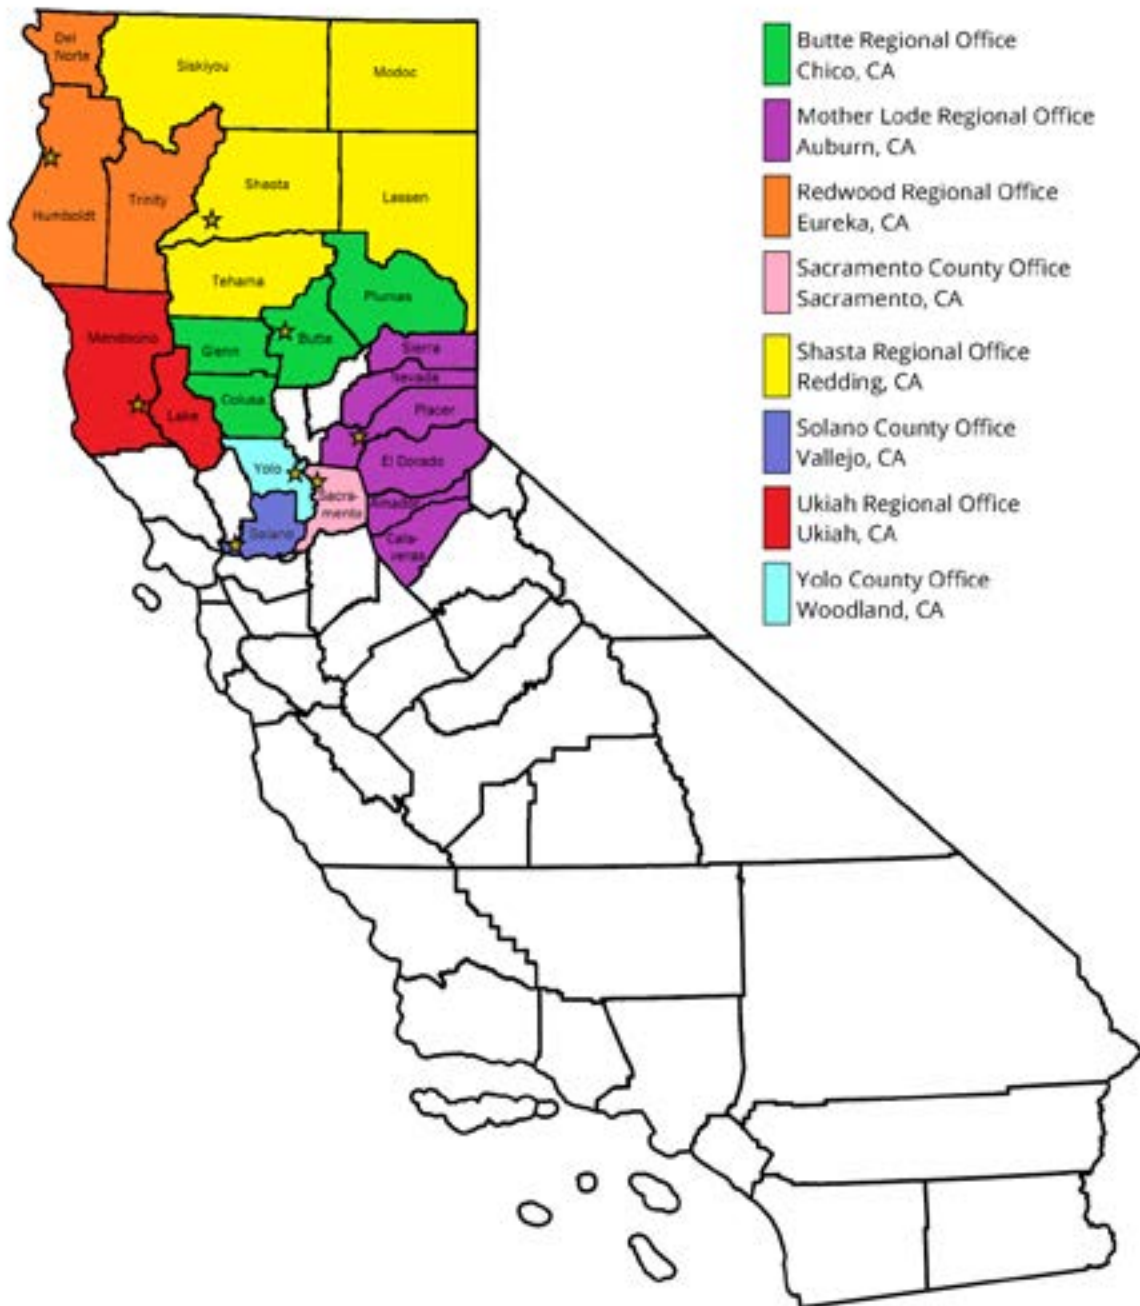 Del
Norte
Siskiyou
Modoc
Humboldt
Trinity
Shasta
Lassen
Tehama
Plumas
Mendocino
Glenn
Butte
Sierra
Nevada
Lake
Colusa
Placer
Yolo
El Dorado
Sacra-
mento
Amador
Solano
Cala-
veras
Butte Regional Office
Chico, CA
Mother Lode Regional Office
Auburn, CA
Redwood Regional Office
Eureka, CA
Sacramento County Office
Sacramento, CA
Shasta Regional Office
Redding, CA
Solano County Office
Vallejo, CA
Ukiah Regional Office
Ukiah, CA
Yolo County Office
Woodland, CA